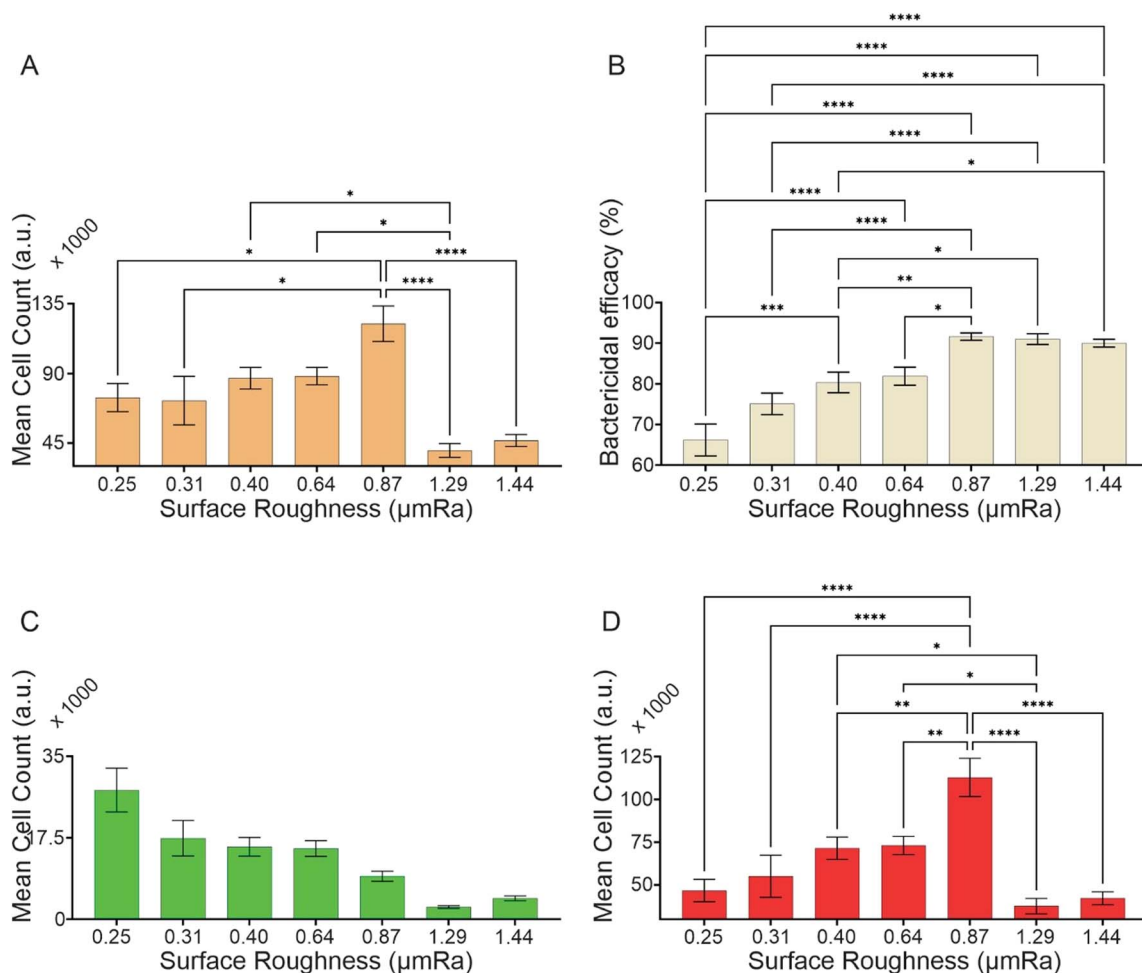 A
*
*
*
****
*
****
Mean Cell Count (a.u.)
x 1000
135
90
45
0.25 0.31 0.40 0.64 0.87 1.29 1.44
Surface Roughness (µmRa)
B
****
****
****
****
****
*
****
****
*
**
***
*
Bactericidal efficacy (%)
100
90
80
70
60
0.25 0.31 0.40 0.64 0.87 1.29 1.44
Surface Roughness (µmRa)
C
Mean Cell Count (a.u.)
x 1000
35
17.5
0
0.25 0.31 0.40 0.64 0.87 1.29 1.44
Surface Roughness (µmRa)
D
****
****
*
*
**
****
**
****
Mean Cell Count (a.u.)
x 1000
125
100
75
50
0.25 0.31 0.40 0.64 0.87 1.29 1.44
Surface Roughness (µmRa)